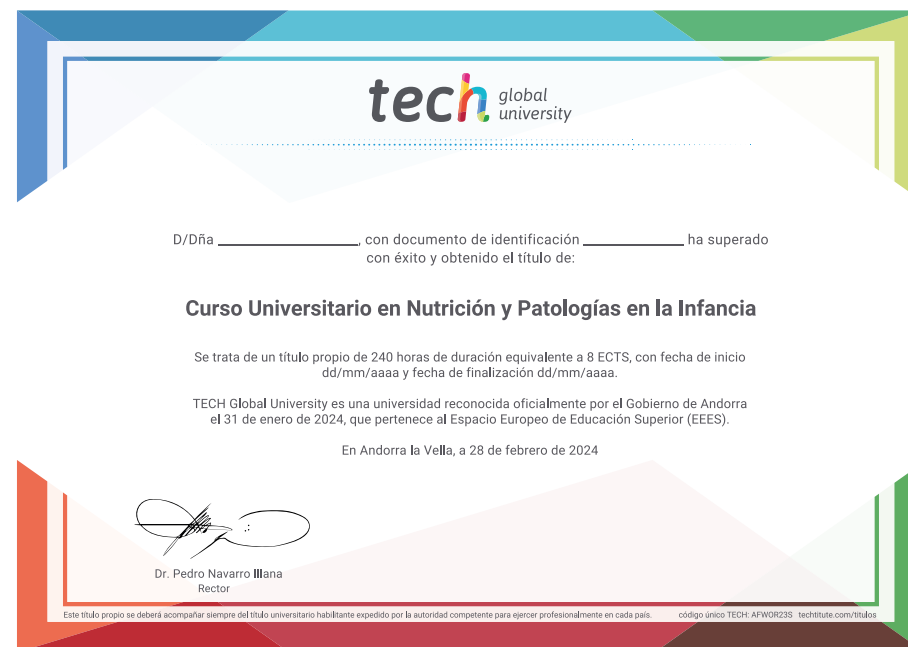 tech global university
D/Dña ____________________, con documento de identificación ______________ ha superado
con éxito y obtenido el título de:
Curso Universitario en Nutrición y Patologías en la Infancia
Se trata de un título propio de 240 horas de duración equivalente a 8 ECTS, con fecha de inicio
dd/mm/aaaa y fecha de finalización dd/mm/aaaa.
TECH Global University es una universidad reconocida oficialmente por el Gobierno de Andorra
el 31 de enero de 2024, que pertenece al Espacio Europeo de Educación Superior (EEES).
En Andorra la Vella, a 28 de febrero de 2024
Dr. Pedro Navarro Illana
Rector
Este título propio se deberá acompañar siempre del título universitario habilitante expedido por la autoridad competente para ejercer profesionalmente en cada país. código único TECH: AFWOR23S techtitute.com/titulos